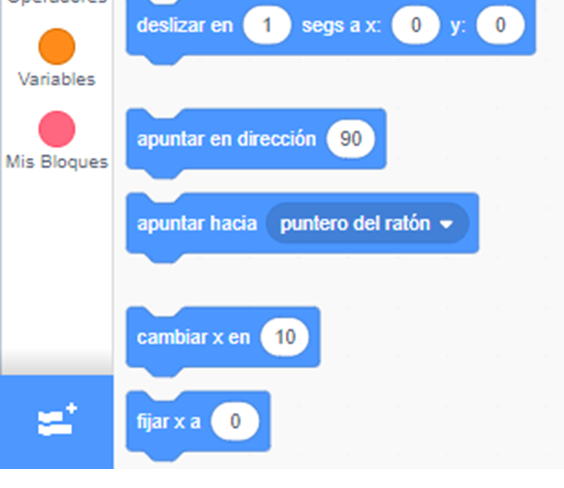 Operadores
Variables
Mis Bloques
deslizar en 1 segs a x: 0 y: 0
apuntar en dirección 90
apuntar hacia puntero del ratón
cambiar x en 10
fijar x a 0